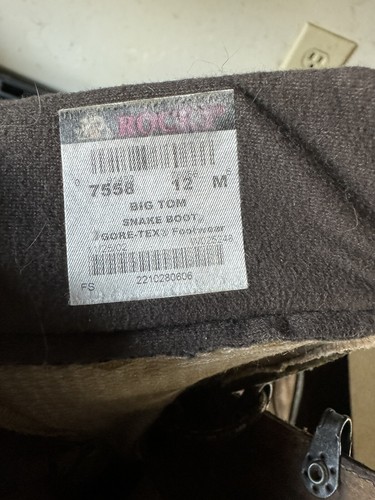 ROCKY
7558 12 M
BIG TOM
SNAKE BOOT
GORE-TEX® Footwear
W025248
FS 2210280606